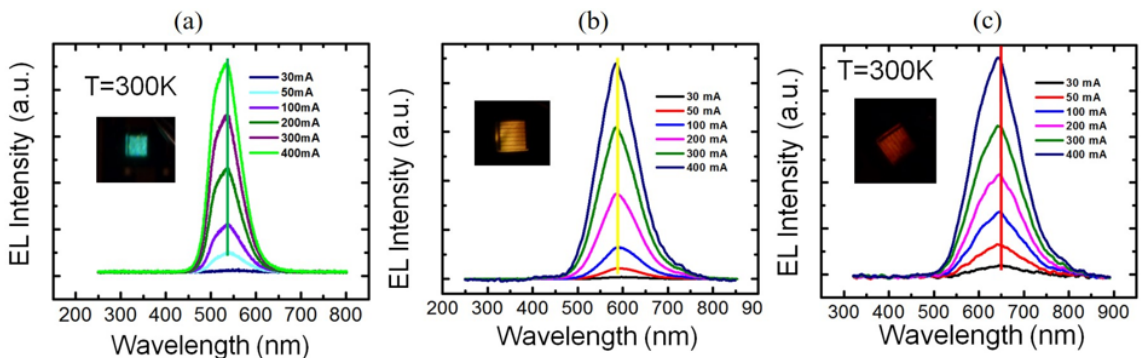 (a)
T=300K
30mA
50mA
100mA
200mA
300mA
400mA
EL Intensity (a.u.)
200 300 400 500 600 700 800
Wavelength (nm)
(b)
30 mA
50 mA
100 mA
200 mA
300 mA
400 mA
EL Intensity (a.u.)
200 300 400 500 600 700 800 90
Wavelength (nm)
(c)
T=300K
30 mA
50 mA
100 mA
200 mA
300 mA
400 mA
EL Intensity (a.u.)
300 400 500 600 700 800 900
Wavelength (nm)